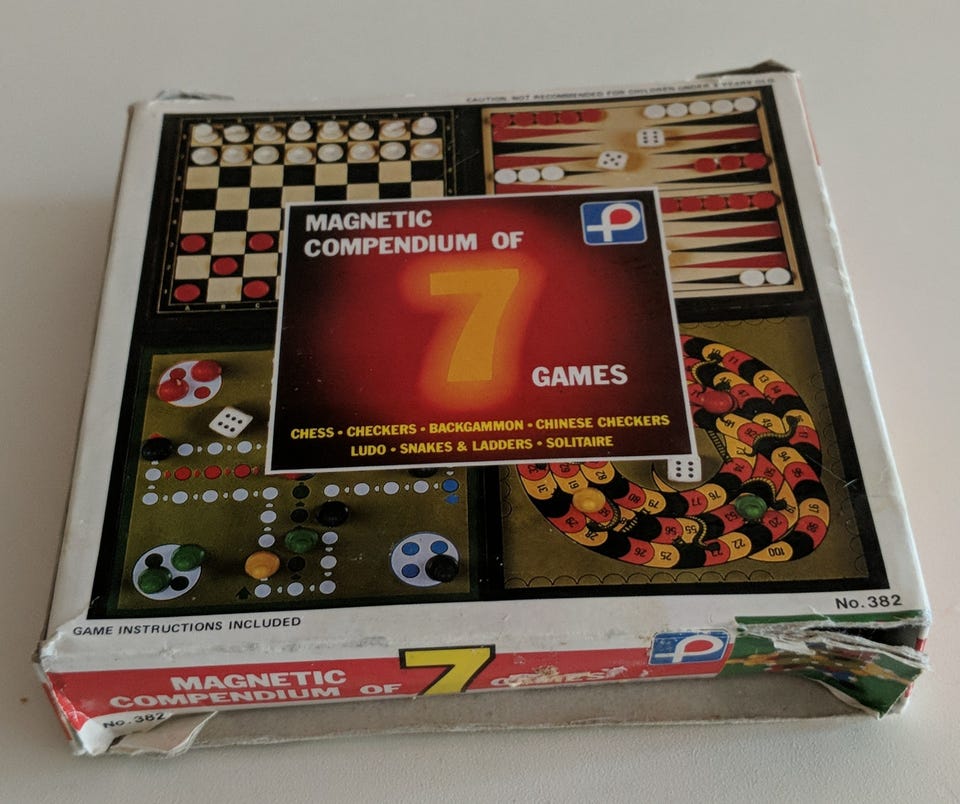 CAUTION, NOT RECOMMENDED FOR CHILDREN UNDER 3 YEARS OLD
MAGNETIC
COMPENDIUM OF
7
GAMES
CHESS • CHECKERS • BACKGAMMON • CHINESE CHECKERS
LUDO • SNAKES & LADDERS • SOLITAIRE
GAME INSTRUCTIONS INCLUDED
No. 382
MAGNETIC
COMPENDIUM OF 7 GAMES
No. 382